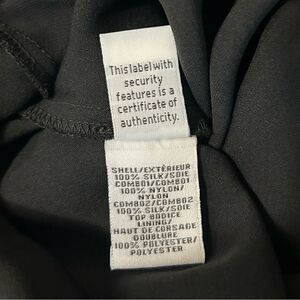 This label with
security
features is a
certificate of
authenticity.
SHELL/EXTÉRIEUR
100% SILK/SOIE
COMBO1/COMBO1
100% NYLON/
NYLON
COMBO2/COMBO2
100% SILK/SOIE
TOP BODICE
LINING/
HAUT DE CORSAGE
DOUBLURE
100% POLYESTER/
POLYESTER